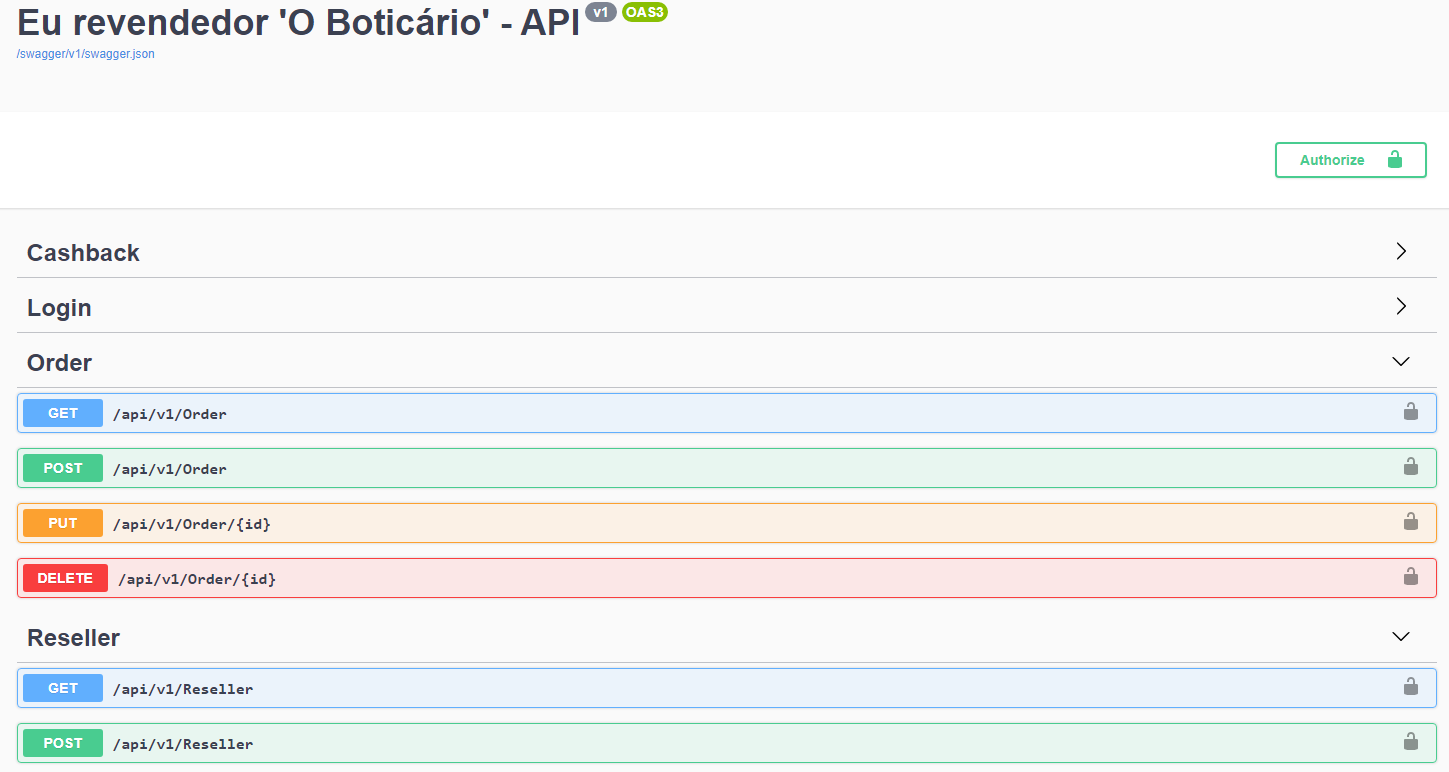 Eu revendedor 'O Boticário' - API v1 OAS3
/swagger/v1/swagger.json
Authorize
Cashback
Login
Order
GET /api/v1/Order
POST /api/v1/Order
PUT /api/v1/Order/{id}
DELETE /api/v1/Order/{id}
Reseller
GET /api/v1/Reseller
POST /api/v1/Reseller